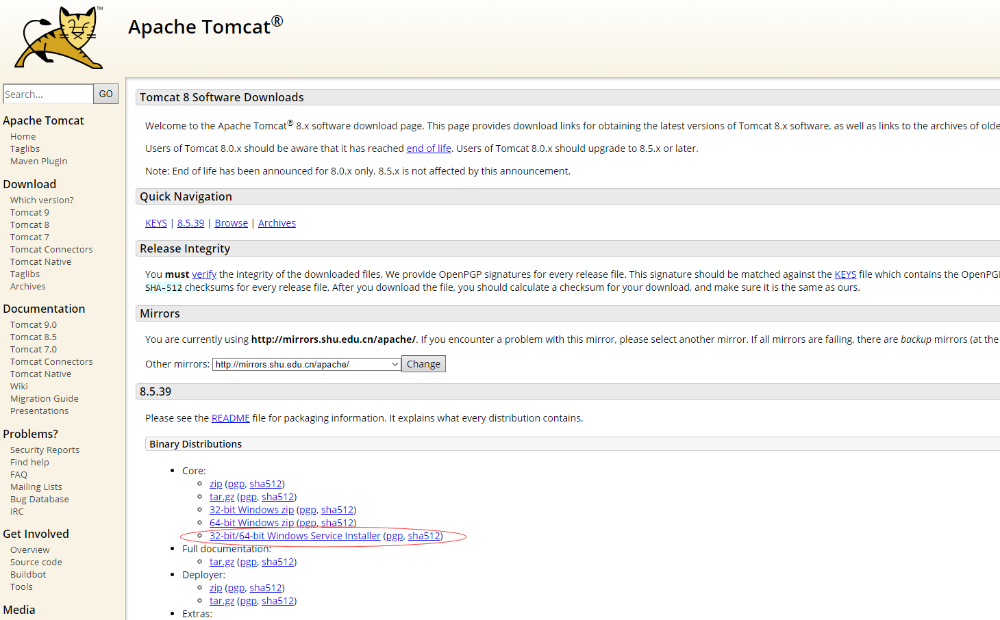 TM
Apache Tomcat®
Search...
GO
Apache Tomcat
Home
Taglibs
Maven Plugin
Download
Which version?
Tomcat 9
Tomcat 8
Tomcat 7
Tomcat Connectors
Tomcat Native
Taglibs
Archives
Documentation
Tomcat 9.0
Tomcat 8.5
Tomcat 7.0
Tomcat Connectors
Tomcat Native
Wiki
Migration Guide
Presentations
Problems?
Security Reports
Find help
FAQ
Mailing Lists
Bug Database
IRC
Get Involved
Overview
Source code
Buildbot
Tools
Media
Tomcat 8 Software Downloads
Welcome to the Apache Tomcat® 8.x software download page. This page provides download links for obtaining the latest versions of Tomcat 8.x software, as well as links to the archives of olde
Users of Tomcat 8.0.x should be aware that it has reached end of life. Users of Tomcat 8.0.x should upgrade to 8.5.x or later.
Note: End of life has been announced for 8.0.x only. 8.5.x is not affected by this announcement.
Quick Navigation
KEYS | 8.5.39 | Browse | Archives
Release Integrity
You must verify the integrity of the downloaded files. We provide OpenPGP signatures for every release file. This signature should be matched against the KEYS file which contains the OpenPG
SHA-512 checksums for every release file. After you download the file, you should calculate a checksum for your download, and make sure it is the same as ours.
Mirrors
You are currently using http://mirrors.shu.edu.cn/apache/. If you encounter a problem with this mirror, please select another mirror. If all mirrors are failing, there are backup mirrors (at the
Other mirrors: http://mirrors.shu.edu.cn/apache/ Change
8.5.39
Please see the README file for packaging information. It explains what every distribution contains.
Binary Distributions
Core:
zip (pgp, sha512)
tar.gz (pgp, sha512)
32-bit Windows zip (pgp, sha512)
64-bit Windows zip (pgp, sha512)
32-bit/64-bit Windows Service Installer (pgp, sha512)
Full documentation:
tar.gz (pgp, sha512)
Deployer:
zip (pgp, sha512)
tar.gz (pgp, sha512)
Extras: